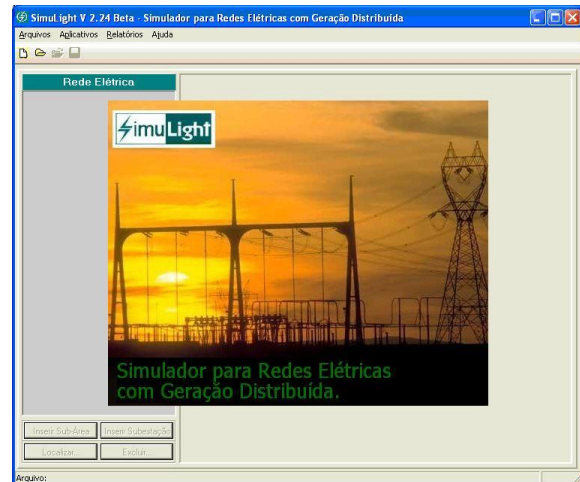 SimuLight V 2.24 Beta - Simulador para Redes Elétricas com Geração Distribuída
Arquivos Aplicativos Relatórios Ajuda
Rede Elétrica
SimuLight
Simulador para Redes Elétricas
com Geração Distribuída.
Inserir Sub-Área Inserir Subestação
Localizar... Excluir...
Arquivo: